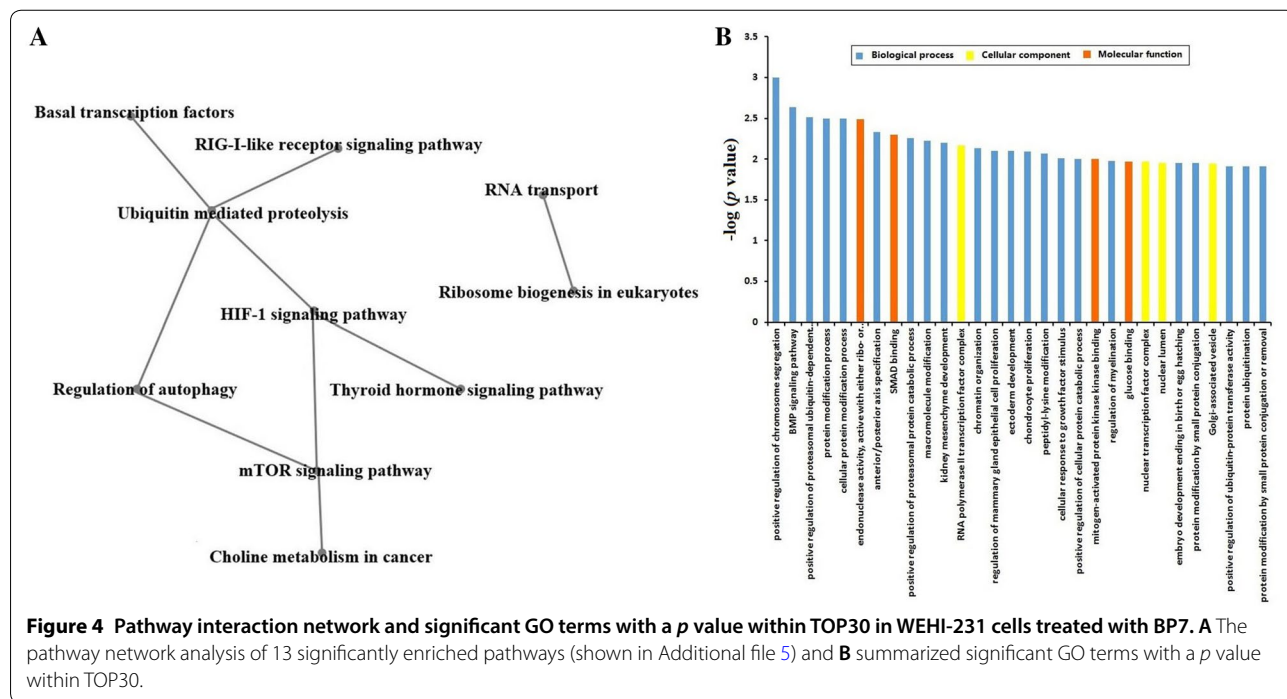 A
Basal transcription factors
RIG-I-like receptor signaling pathway
RNA transport
Ubiquitin mediated proteolysis
Ribosome biogenesis in eukaryotes
HIF-1 signaling pathway
Regulation of autophagy
Thyroid hormone signaling pathway
mTOR signaling pathway
Choline metabolism in cancer
B
-log (p value)
3.5
3
2.5
2
1.5
1
0.5
0
Biological process Cellular component Molecular function
positive regulation of chromosome segregation
BMP signaling pathway
positive regulation of proteasomal ubiquitin-dependent...
protein modification process
cellular protein modification process
endonuclease activity, active with either ribo- or...
anterior/posterior axis specification
SMAD binding
positive regulation of proteasomal protein catabolic process
macromolecule modification
kidney mesenchyme development
RNA polymerase II transcription factor complex
chromatin organization
regulation of mammary gland epithelial cell proliferation
ectoderm development
chondrocyte proliferation
peptidyl-lysine modification
cellular response to growth factor stimulus
positive regulation of cellular protein catabolic process
mitogen-activated protein kinase kinase binding
regulation of myelination
glucose binding
nuclear transcription factor complex
nuclear lumen
embryo development ending in birth or egg hatching
protein modification by small protein conjugation
Golgi-associated vesicle
positive regulation of ubiquitin-protein transferase activity
protein ubiquitination
protein modification by small protein conjugation or removal
Figure 4 Pathway interaction network and significant GO terms with a p value within TOP30 in WEHI-231 cells treated with BP7. A The
pathway network analysis of 13 significantly enriched pathways (shown in Additional file 5) and B summarized significant GO terms with a p value
within TOP30.